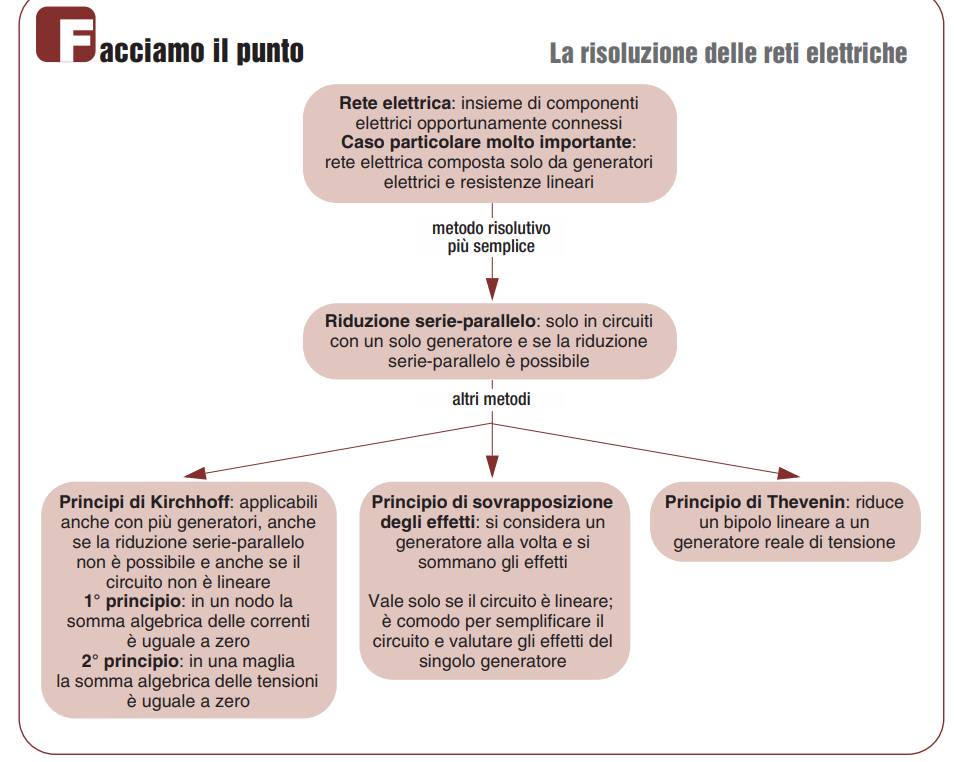 Facciamo il punto
La risoluzione delle reti elettriche
Rete elettrica: insieme di componenti
elettrici opportunamente connessi
Caso particolare molto importante:
rete elettrica composta solo da generatori
elettrici e resistenze lineari
metodo risolutivo
più semplice
Riduzione serie-parallelo: solo in circuiti
con un solo generatore e se la riduzione
serie-parallelo è possibile
altri metodi
Principi di Kirchhoff: applicabili
anche con più generatori, anche
se la riduzione serie-parallelo
non è possibile e anche se il
circuito non è lineare
1° principio: in un nodo la
somma algebrica delle correnti
è uguale a zero
2° principio: in una maglia
la somma algebrica delle tensioni
è uguale a zero
Principio di sovrapposizione
degli effetti: si considera un
generatore alla volta e si
sommano gli effetti
Vale solo se il circuito è lineare;
è comodo per semplificare il
circuito e valutare gli effetti del
singolo generatore
Principio di Thevenin: riduce
un bipolo lineare a un
generatore reale di tensione